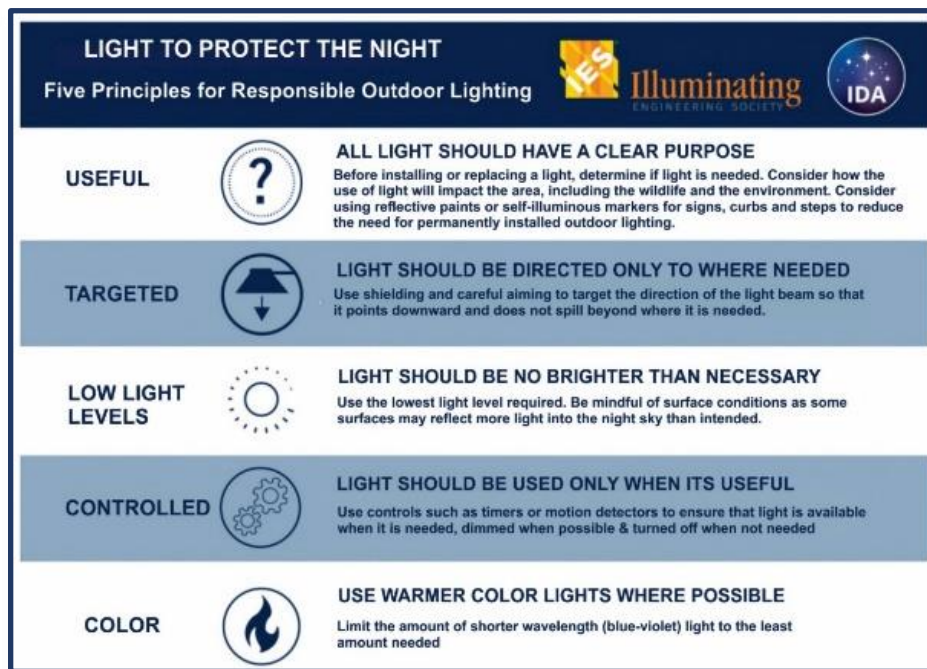 LIGHT TO PROTECT THE NIGHT
Five Principles for Responsible Outdoor Lighting
IES
Illuminating
ENGINEERING SOCIETY
IDA
USEFUL
?
ALL LIGHT SHOULD HAVE A CLEAR PURPOSE
Before installing or replacing a light, determine if light is needed. Consider how the
use of light will impact the area, including the wildlife and the environment. Consider
using reflective paints or self-illuminous markers for signs, curbs and steps to reduce
the need for permanently installed outdoor lighting.
TARGETED
LIGHT SHOULD BE DIRECTED ONLY TO WHERE NEEDED
Use shielding and careful aiming to target the direction of the light beam so that
it points downward and does not spill beyond where it is needed.
LOW LIGHT
LEVELS
LIGHT SHOULD BE NO BRIGHTER THAN NECESSARY
Use the lowest light level required. Be mindful of surface conditions as some
surfaces may reflect more light into the night sky than intended.
CONTROLLED
LIGHT SHOULD BE USED ONLY WHEN ITS USEFUL
Use controls such as timers or motion detectors to ensure that light is available
when it is needed, dimmed when possible & turned off when not needed
COLOR
USE WARMER COLOR LIGHTS WHERE POSSIBLE
Limit the amount of shorter wavelength (blue-violet) light to the least
amount needed